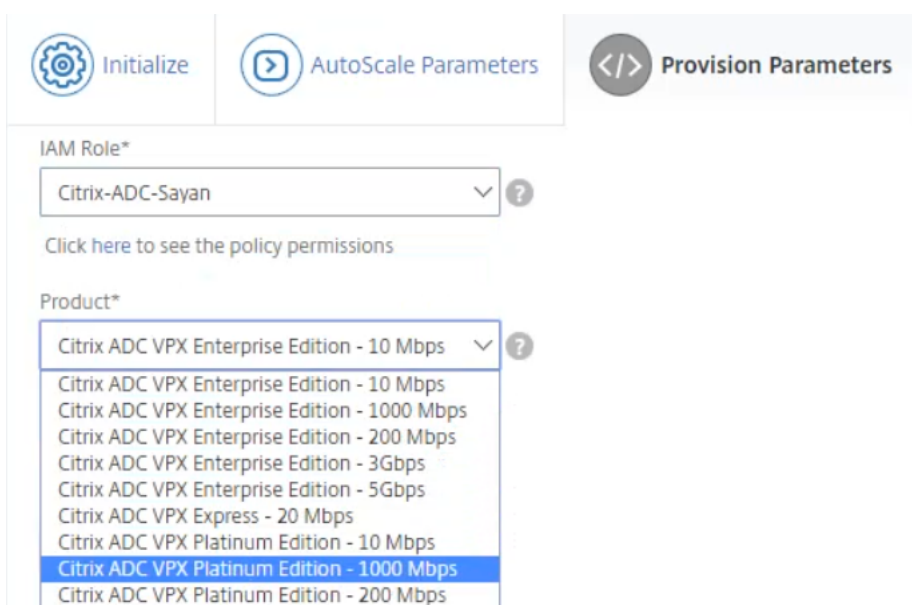 Initialize
AutoScale Parameters
</> Provision Parameters
IAM Role*
Citrix-ADC-Sayan
?
Click here to see the policy permissions
Product*
Citrix ADC VPX Enterprise Edition - 10 Mbps
?
Citrix ADC VPX Enterprise Edition - 10 Mbps
Citrix ADC VPX Enterprise Edition - 1000 Mbps
Citrix ADC VPX Enterprise Edition - 200 Mbps
Citrix ADC VPX Enterprise Edition - 3Gbps
Citrix ADC VPX Enterprise Edition - 5Gbps
Citrix ADC VPX Express - 20 Mbps
Citrix ADC VPX Platinum Edition - 10 Mbps
Citrix ADC VPX Platinum Edition - 1000 Mbps
Citrix ADC VPX Platinum Edition - 200 Mbps